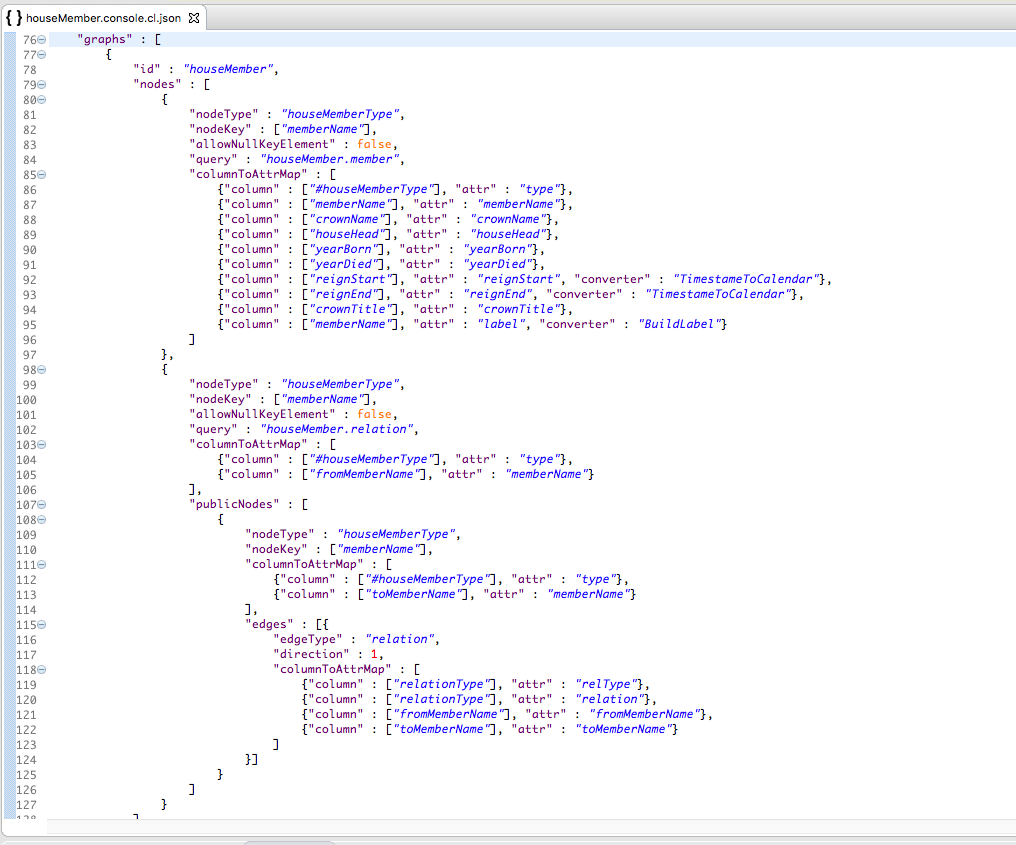 { } houseMember.console.cl.json
76 "graphs" : [
77 {
78 "id" : "houseMember",
79 "nodes" : [
80 {
81 "nodeType" : "houseMemberType",
82 "nodeKey" : ["memberName"],
83 "allowNullKeyElement" : false,
84 "query" : "houseMember.member",
85 "columnToAttrMap" : [
86 {"column" : ["#houseMemberType"], "attr" : "type"},
87 {"column" : ["memberName"], "attr" : "memberName"},
88 {"column" : ["crownName"], "attr" : "crownName"},
89 {"column" : ["houseHead"], "attr" : "houseHead"},
90 {"column" : ["yearBorn"], "attr" : "yearBorn"},
91 {"column" : ["yearDied"], "attr" : "yearDied"},
92 {"column" : ["reignStart"], "attr" : "reignStart", "converter" : "TimestameToCalendar"},
93 {"column" : ["reignEnd"], "attr" : "reignEnd", "converter" : "TimestameToCalendar"},
94 {"column" : ["crownTitle"], "attr" : "crownTitle"},
95 {"column" : ["memberName"], "attr" : "label", "converter" : "BuildLabel"}
96 ]
97 },
98 {
99 "nodeType" : "houseMemberType",
100 "nodeKey" : ["memberName"],
101 "allowNullKeyElement" : false,
102 "query" : "houseMember.relation",
103 "columnToAttrMap" : [
104 {"column" : ["#houseMemberType"], "attr" : "type"},
105 {"column" : ["fromMemberName"], "attr" : "memberName"}
106 ],
107 "publicNodes" : [
108 {
109 "nodeType" : "houseMemberType",
110 "nodeKey" : ["memberName"],
111 "columnToAttrMap" : [
112 {"column" : ["#houseMemberType"], "attr" : "type"},
113 {"column" : ["toMemberName"], "attr" : "memberName"}
114 ],
115 "edges" : [{
116 "edgeType" : "relation",
117 "direction" : 1,
118 "columnToAttrMap" : [
119 {"column" : ["relationType"], "attr" : "relType"},
120 {"column" : ["relationType"], "attr" : "relation"},
121 {"column" : ["fromMemberName"], "attr" : "fromMemberName"},
122 {"column" : ["toMemberName"], "attr" : "toMemberName"}
123 ]
124 }]
125 }
126 ]
127 }